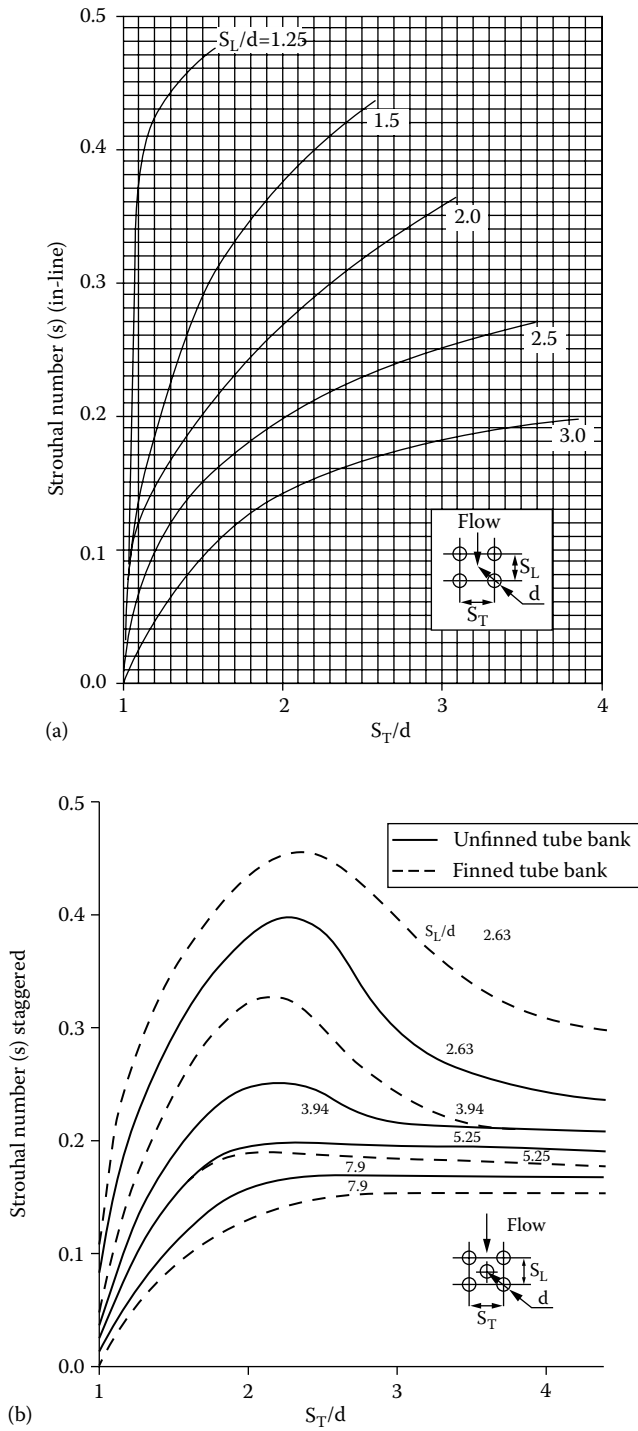 0.5
S_L/d=1.25
0.4
1.5
2.0
0.3
2.5
0.2
3.0
0.1
Flow
S_L
d
S_T
0.0
1
2
3
4
Strouhal number (s) (in-line)
(a)
S_T/d
0.5
Unfinned tube bank
Finned tube bank
S_L/d
2.63
0.4
0.3
2.63
3.94
3.94
0.2
5.25
5.25
7.9
7.9
0.1
Flow
S_L
d
S_T
0.0
1
2
3
4
Strouhal number (s) staggered
(b)
S_T/d